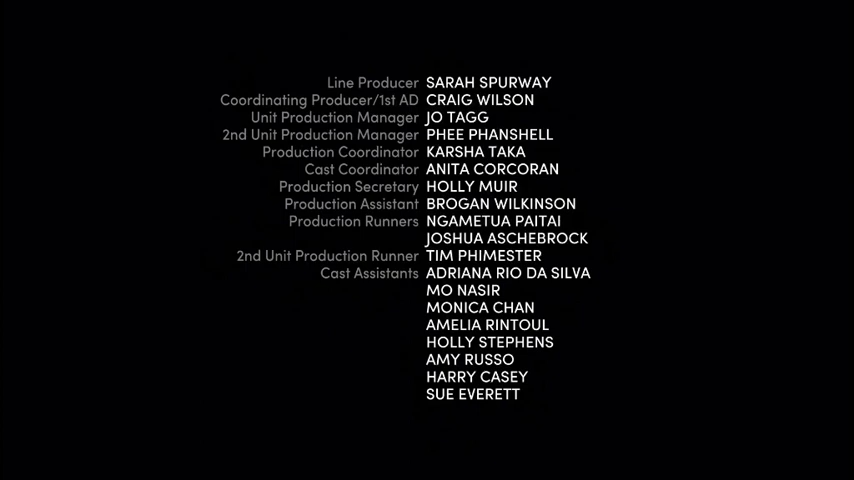 Line Producer SARAH SPURWAY
Coordinating Producer/1st AD CRAIG WILSON
Unit Production Manager JO TAGG
2nd Unit Production Manager PHEE PHANSHELL
Production Coordinator KARSHA TAKA
Cast Coordinator ANITA CORCORAN
Production Secretary HOLLY MUIR
Production Assistant BROGAN WILKINSON
Production Runners NGAMETUA PAITAI
JOSHUA ASCHEBROCK
2nd Unit Production Runner TIM PHIMESTER
Cast Assistants ADRIANA RIO DA SILVA
MO NASIR
MONICA CHAN
AMELIA RINTOUL
HOLLY STEPHENS
AMY RUSSO
HARRY CASEY
SUE EVERETT